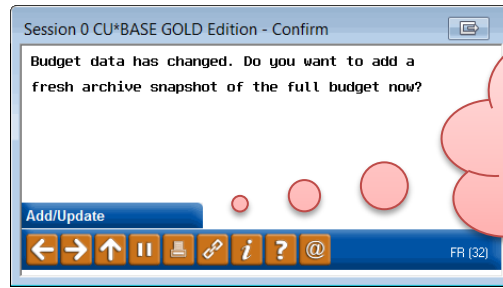 Session 0 CU*BASE GOLD Edition - Confirm
Budget data has changed. Do you want to add a
fresh archive snapshot of the full budget now?
Add/Update
i ? @
FR (32)